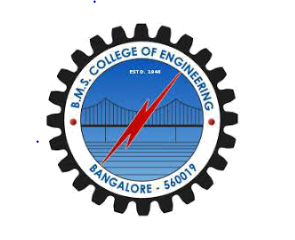 B.M.S. COLLEGE OF ENGINEERING
ESTD. 1946
BANGALORE - 560019